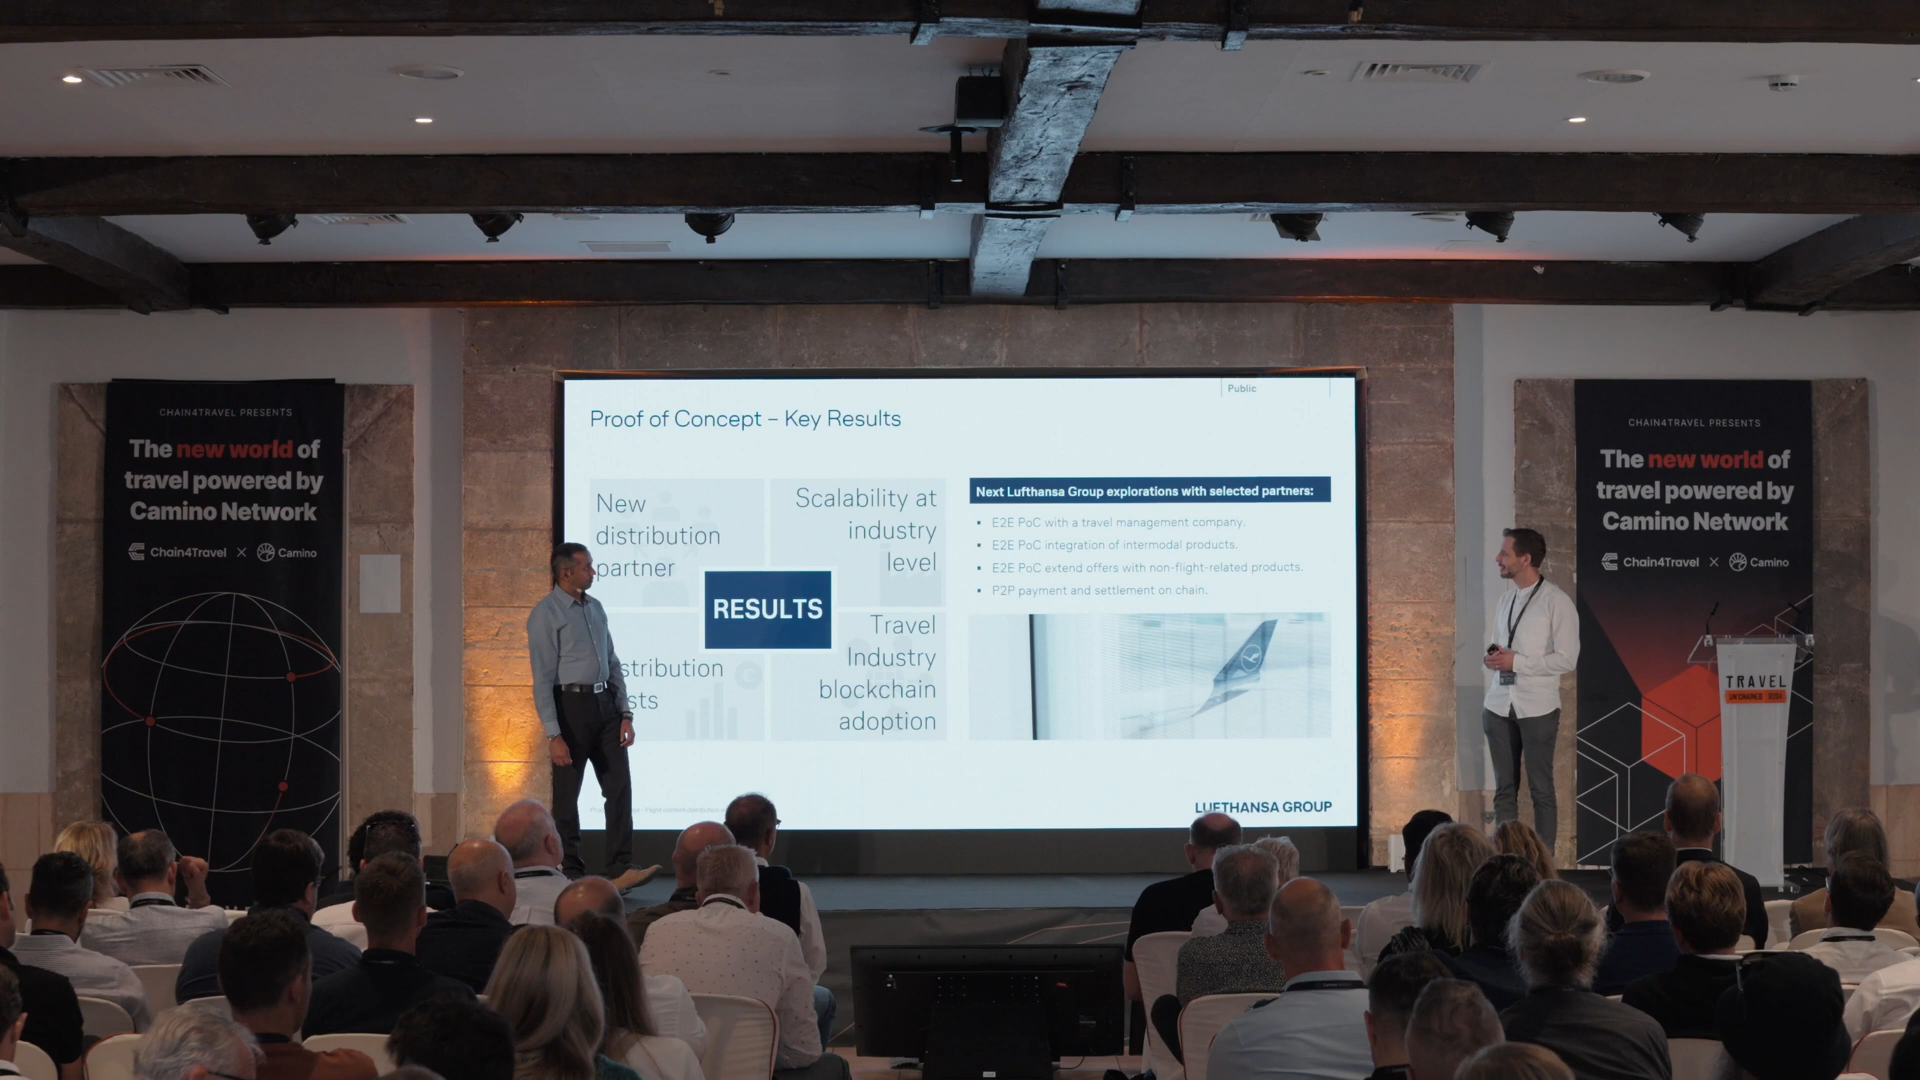 CHAIN4TRAVEL PRESENTS
The new world of
travel powered by
Camino Network
Chain4Travel X Camino
Public
Proof of Concept – Key Results
New
distribution
partner
Scalability at
industry
level
RESULTS
stribution
sts
Travel
Industry
blockchain
adoption
Next Lufthansa Group explorations with selected partners:
▪ E2E PoC with a travel management company.
▪ E2E PoC integration of intermodal products.
▪ E2E PoC extend offers with non-flight-related products.
▪ P2P payment and settlement on chain.
LUFTHANSA GROUP
CHAIN4TRAVEL PRESENTS
The new world of
travel powered by
Camino Network
Chain4Travel X Camino
TRAVEL